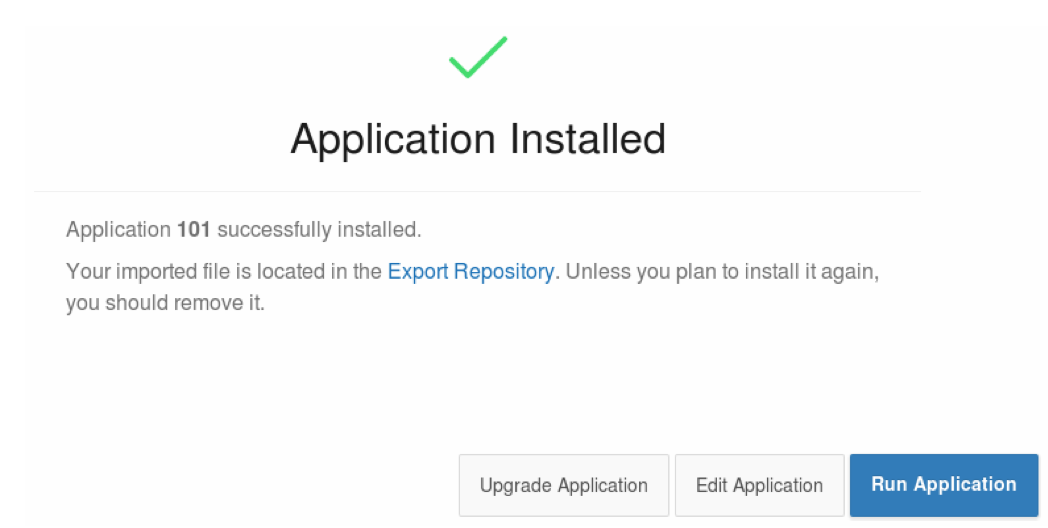 Application Installed
Application 101 successfully installed.
Your imported file is located in the Export Repository. Unless you plan to install it again,
you should remove it.
Upgrade Application
Edit Application
Run Application